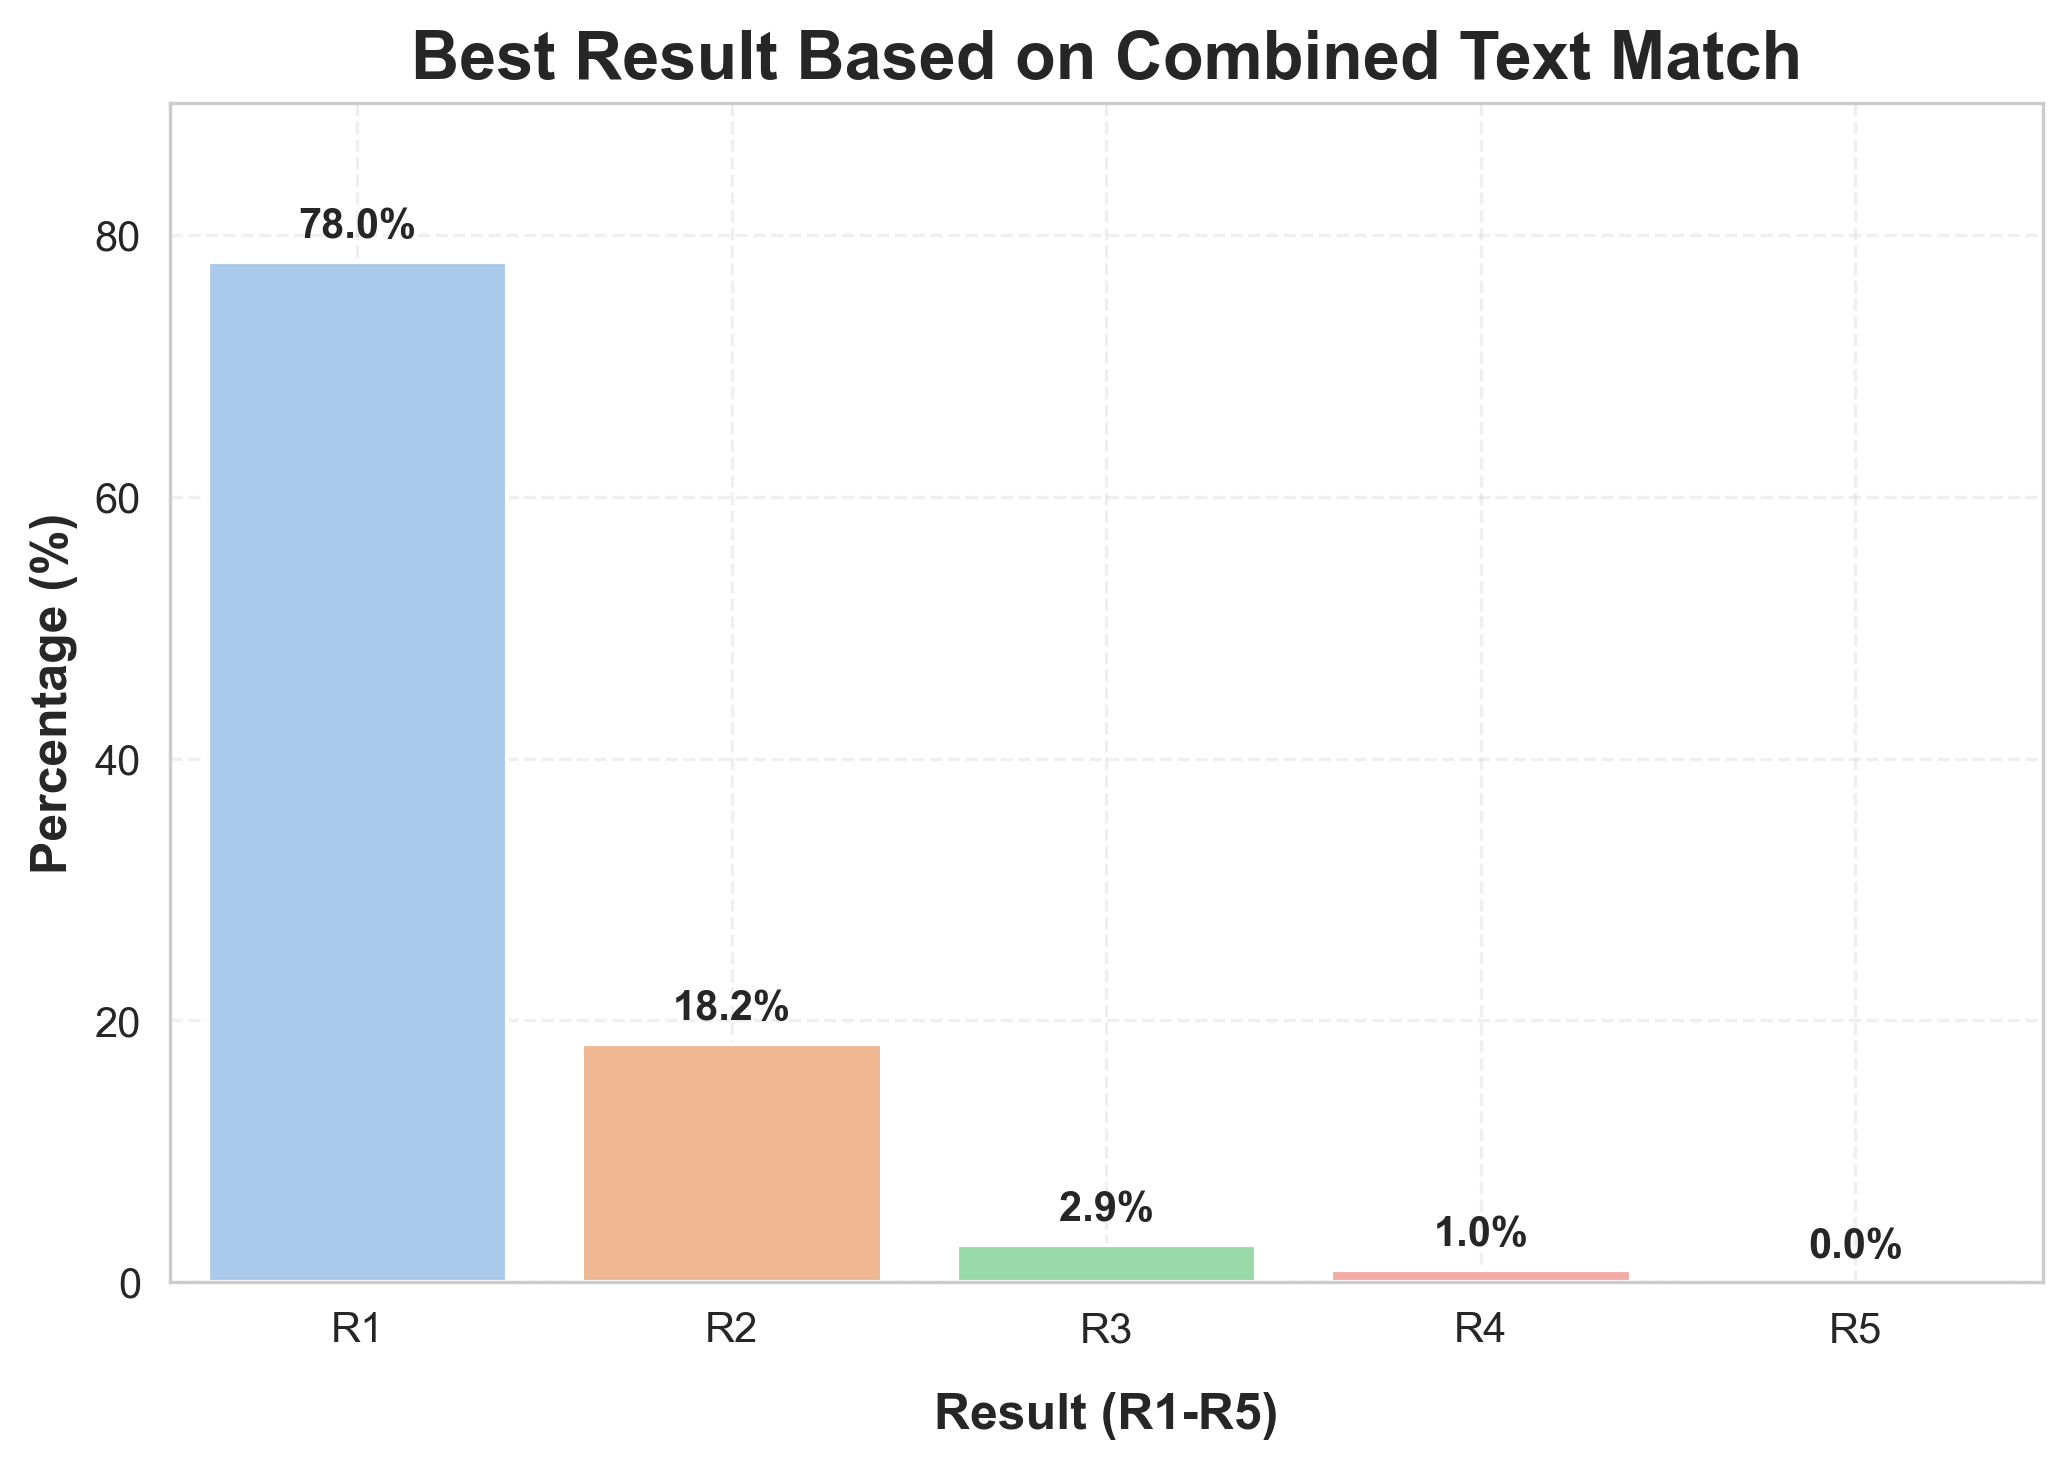 Best Result Based on Combined Text Match
Percentage (%)
80
60
40
20
0
78.0%
18.2%
2.9%
1.0%
0.0%
R1
R2
R3
R4
R5
Result (R1-R5)